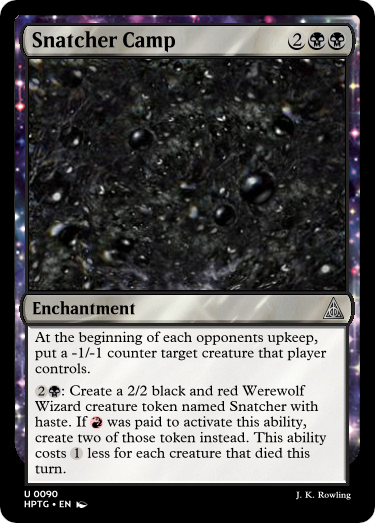 Snatcher Camp 2
Enchantment
At the beginning of each opponents upkeep,
put a -1/-1 counter target creature that player
controls.
2 : Create a 2/2 black and red Werewolf
Wizard creature token named Snatcher with
haste. If was paid to activate this ability,
create two of those token instead. This ability
costs 1 less for each creature that died this
turn.
U 0090
HPTG • EN J. K. Rowling